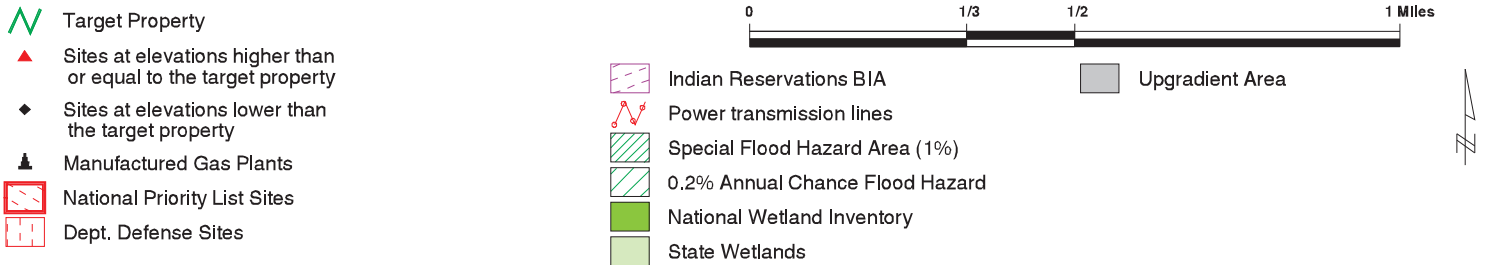 Target Property
Sites at elevations higher than
or equal to the target property
Sites at elevations lower than
the target property
Manufactured Gas Plants
National Priority List Sites
Dept. Defense Sites
0 1/3 1/2 1 Miles
Indian Reservations BIA
Power transmission lines
Special Flood Hazard Area (1%)
0.2% Annual Chance Flood Hazard
National Wetland Inventory
State Wetlands
Upgradient Area
N